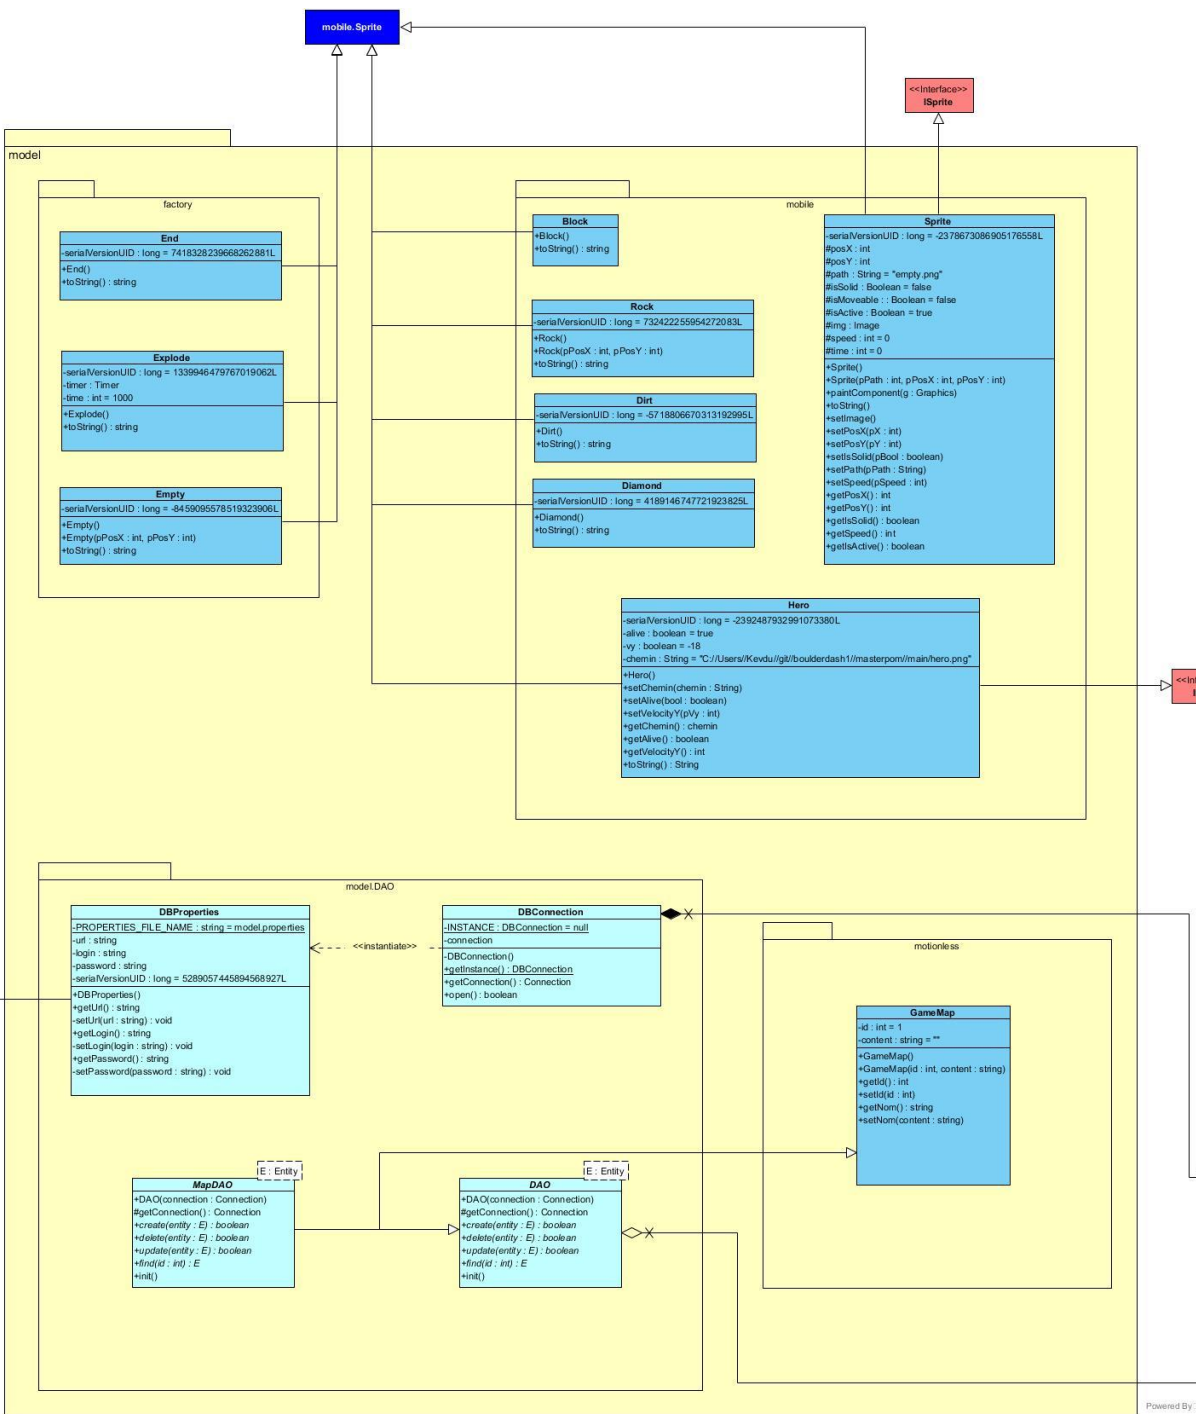 mobile.Sprite
<<Interface>>
ISprite
model
factory
End
-serialVersionUID : long = 7418328239668262881L
+End()
+toString() : string
Explode
-serialVersionUID : long = 1339946479767019062L
-timer : Timer
-time : int = 1000
+Explode()
+toString() : string
Empty
-serialVersionUID : long = -8459095578519323906L
+Empty()
+Empty(pPosX : int, pPosY : int)
+toString() : string
mobile
Block
+Block()
+toString() : string
Rock
-serialVersionUID : long = 732422255954272083L
+Rock()
+Rock(pPosX : int, pPosY : int)
+toString() : string
Dirt
-serialVersionUID : long = -5718806670313192995L
+Dirt()
+toString() : string
Diamond
-serialVersionUID : long = 4189146747721923825L
+Diamond()
+toString() : string
Sprite
-serialVersionUID : long = -2378673086905176558L
#posX : int
#posY : int
#path : String = "empty.png"
#isSolid : Boolean = false
#isMoveable : : Boolean = false
#isActive : Boolean = true
#img : Image
#speed : int = 0
#time : int = 0
+Sprite()
+Sprite(pPath : int, pPosX : int, pPosY : int)
+paintComponent(g : Graphics)
+toString()
+setImage()
+setPosX(pX : int)
+setPosY(pY : int)
+setIsSolid(pBool : boolean)
+setPath(pPath : String)
+setSpeed(pSpeed : int)
+getPosX() : int
+getPosY() : int
+getIsSolid() : boolean
+getSpeed() : int
+getIsActive() : boolean
Hero
-serialVersionUID : long = -2392487932991073380L
-alive : boolean = true
-vy : boolean = -18
-chemin : String = "C://Users//Kevdu//git//boulderdash1//masterpom//main/hero.png"
+Hero()
+setChemin(chemin : String)
+setAlive(bool : boolean)
+setVelocityY(pVy : int)
+getChemin() : chemin
+getAlive() : boolean
+getVelocityY() : int
+toString() : String
<<Int
I
model.DAO
DBProperties
-PROPERTIES_FILE_NAME : string = model.properties
-url : string
-login : string
-password : string
-serialVersionUID : long = 5289057445894568927L
+DBProperties()
+getUrl() : string
-setUrl(url : string) : void
+getLogin() : string
-setLogin(login : string) : void
+getPassword() : string
-setPassword(password : string) : void
<<instantiate>>
DBConnection
-INSTANCE : DBConnection = null
-connection
-DBConnection()
+getInstance() : DBConnection
+getConnection() : Connection
+open() : boolean
motionless
GameMap
-id : int = 1
-content : string = ""
+GameMap()
+GameMap(id : int, content : string)
+getId() : int
+setId(id : int)
+getNom() : string
+setNom(content : string)
E : Entity
MapDAO
+DAO(connection : Connection)
#getConnection() : Connection
+create(entity : E) : boolean
+delete(entity : E) : boolean
+update(entity : E) : boolean
+find(id : int) : E
+init()
E : Entity
DAO
+DAO(connection : Connection)
#getConnection() : Connection
+create(entity : E) : boolean
+delete(entity : E) : boolean
+update(entity : E) : boolean
+find(id : int) : E
+init()
Powered By